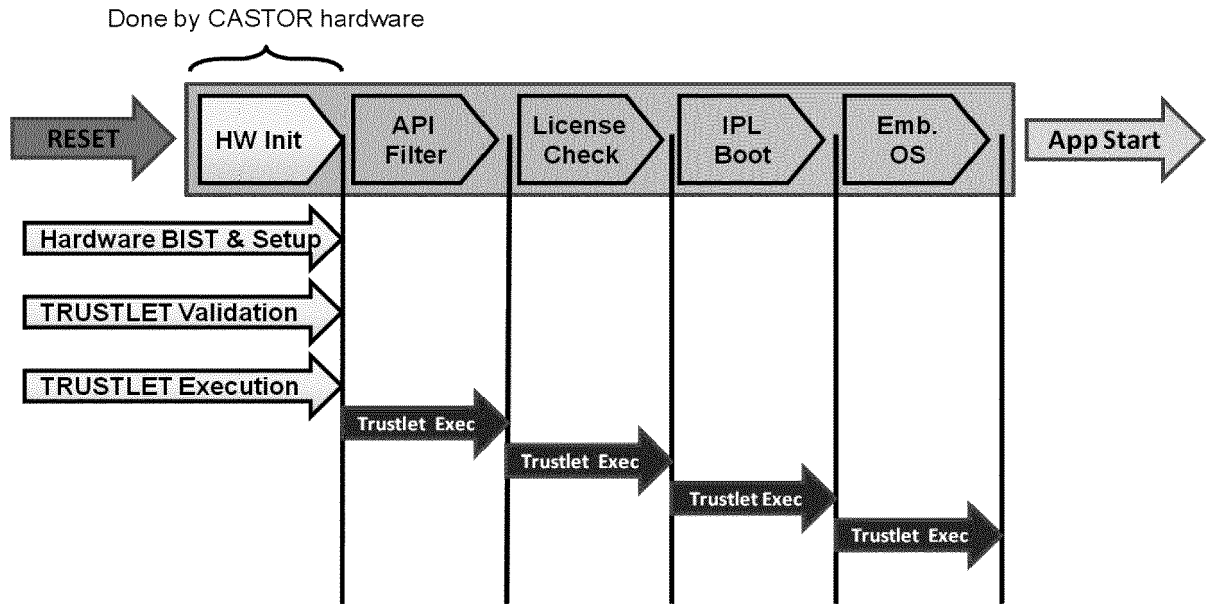 Done by CASTOR hardware
RESET
HW Init
API
Filter
License
Check
IPL
Boot
Emb.
OS
App Start
Hardware BIST & Setup
TRUSTLET Validation
TRUSTLET Execution
Trustlet Exec
Trustlet Exec
Trustlet Exec
Trustlet Exec